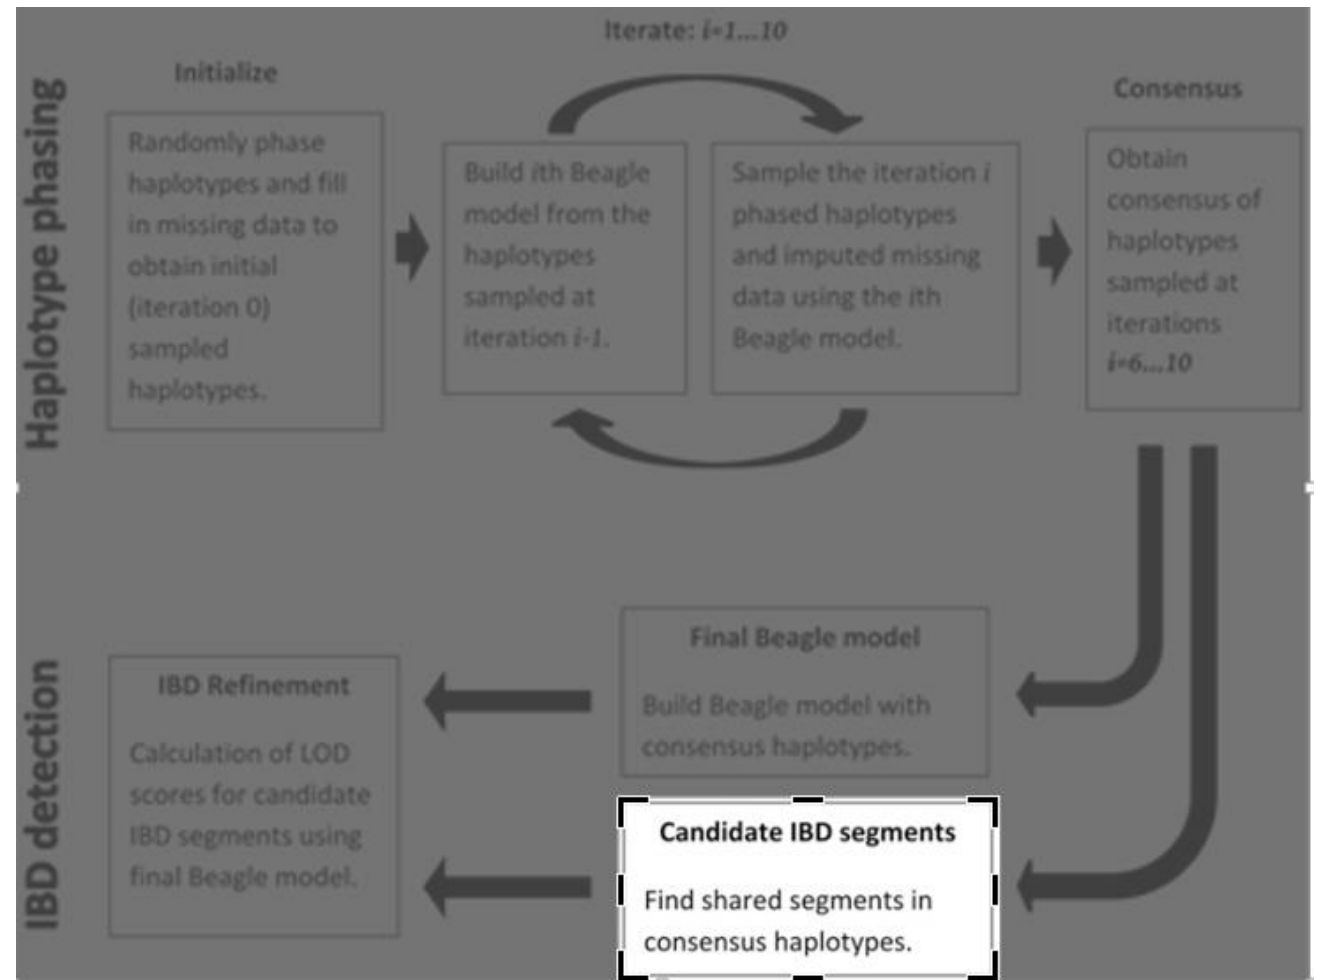 Iterate: i=1...10
Initialize
Consensus
Haplotype phasing
Randomly phase
haplotypes and fill
in missing data to
obtain initial
(iteration 0)
sampled
haplotypes.
Build ith Beagle
model from the
haplotypes
sampled at
iteration i-1.
Sample the iteration i
phased haplotypes
and imputed missing
data using the ith
Beagle model.
Obtain
consensus of
haplotypes
sampled at
iterations
i=6...10
IBD detection
Final Beagle model
Build Beagle model with
consensus haplotypes.
IBD Refinement
Calculation of LOD
scores for candidate
IBD segments using
final Beagle model.
Candidate IBD segments
Find shared segments in
consensus haplotypes.